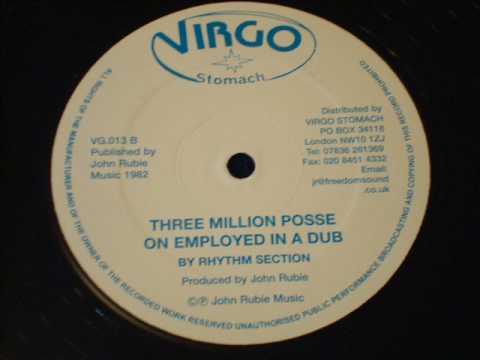 VIRGO
Stomach
VG.013 B
Published by
John Rubie
Music 1982
Distributed by
VIRGO STOMACH
PO BOX 34116
London NW10 1ZJ
Tel: 07836 261369
Fax: 020 8451 4332
Email:
jr@freedomsound
.co.uk
THREE MILLION POSSE
ON EMPLOYED IN A DUB
BY RHYTHM SECTION
Produced by John Rubie
©℗ John Rubie Music
ALL RIGHTS OF THE MANUFACTURER AND OF THE OWNER OF THE RECORDED WORK RESERVED UNAUTHORISED PUBLIC PERFORMANCE BROADCASTING AND COPYING OF THIS RECORD PROHIBITED